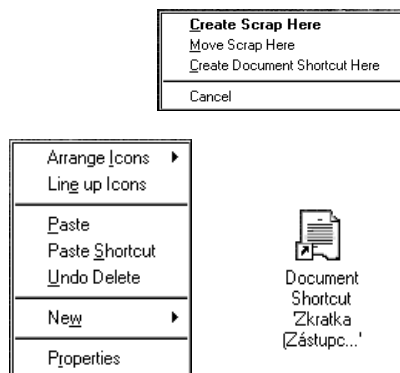 Create Scrap Here
Move Scrap Here
Create Document Shortcut Here
Cancel
Arrange Icons
Line up Icons
Paste
Paste Shortcut
Undo Delete
New
Properties
Document
Shortcut
'Zkratka
(Zástupc...'